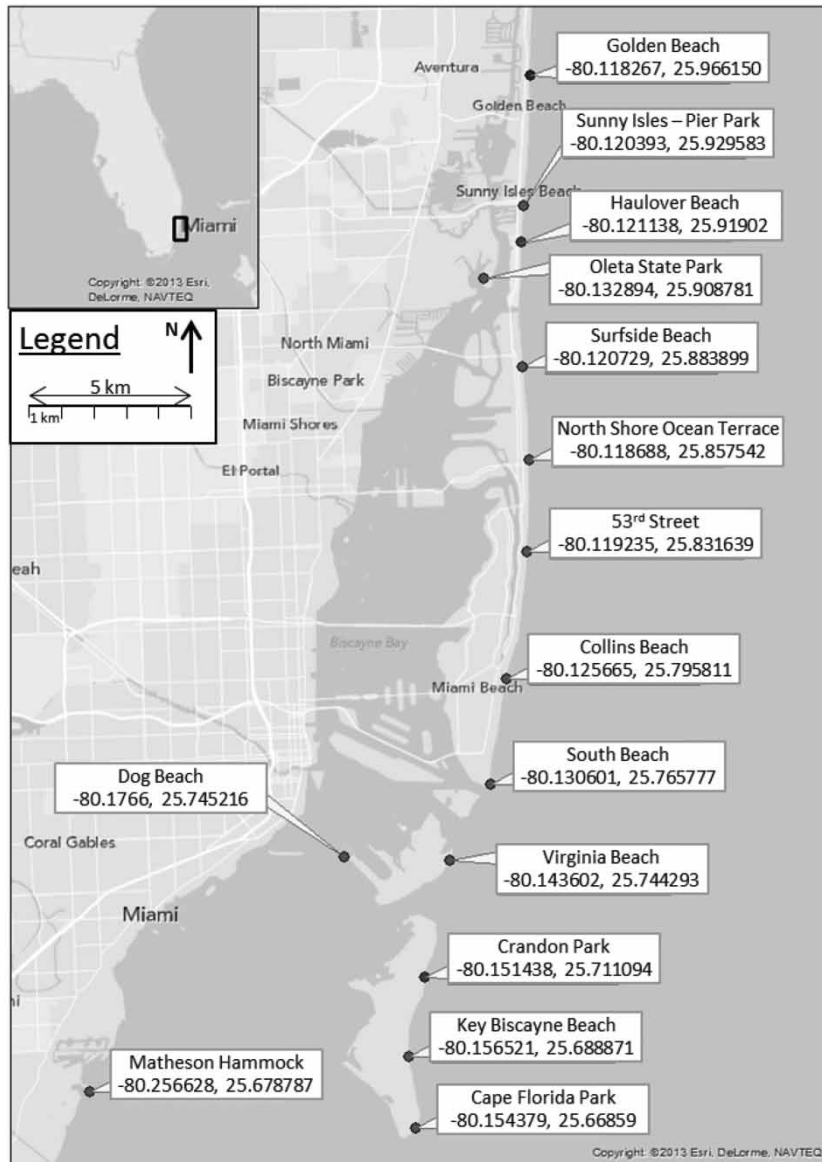 Miami
Copyright: ©2013 Esri,
DeLorme, NAVTEQ
Legend
N
5 km
1 km
Aventura
Golden Beach
Sunny Isles Beach
North Miami
Biscayne Park
Miami Shores
El Portal
eah
Biscayne Bay
Miami Beach
Coral Gables
Miami
ni
Golden Beach
-80.118267, 25.966150
Sunny Isles – Pier Park
-80.120393, 25.929583
Haulover Beach
-80.121138, 25.91902
Oleta State Park
-80.132894, 25.908781
Surfside Beach
-80.120729, 25.883899
North Shore Ocean Terrace
-80.118688, 25.857542
53rd Street
-80.119235, 25.831639
Collins Beach
-80.125665, 25.795811
South Beach
-80.130601, 25.765777
Dog Beach
-80.1766, 25.745216
Virginia Beach
-80.143602, 25.744293
Crandon Park
-80.151438, 25.711094
Key Biscayne Beach
-80.156521, 25.688871
Matheson Hammock
-80.256628, 25.678787
Cape Florida Park
-80.154379, 25.66859
Copyright: ©2013 Esri, DeLorme, NAVTEQ